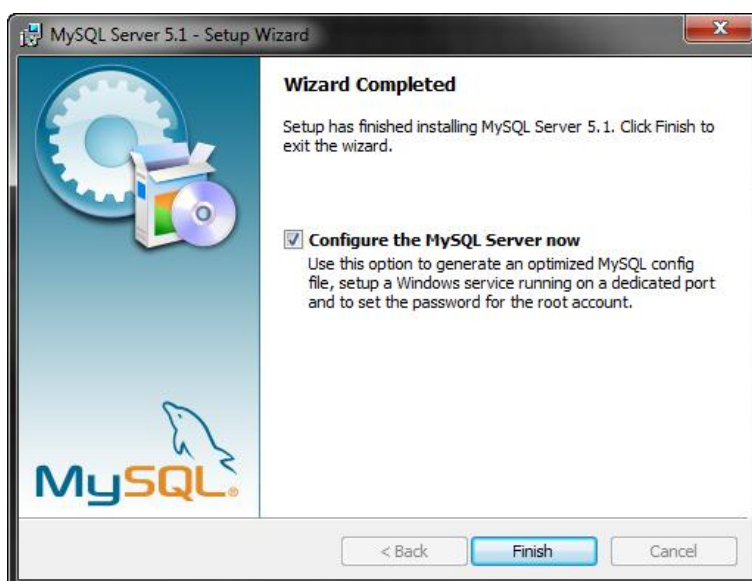 MySQL Server 5.1 - Setup Wizard
Wizard Completed
Setup has finished installing MySQL Server 5.1. Click Finish to
exit the wizard.
Configure the MySQL Server now
Use this option to generate an optimized MySQL config
file, setup a Windows service running on a dedicated port
and to set the password for the root account.
MySQL®
< Back
Finish
Cancel